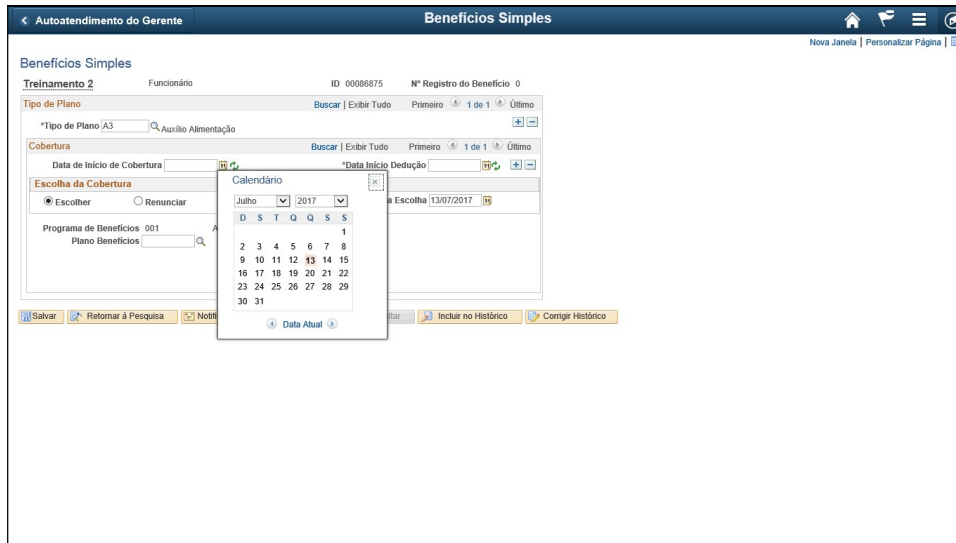 Autoatendimento do Gerente
Benefícios Simples
Nova Janela | Personalizar Página |
Benefícios Simples
Treinamento 2 Funcionário ID 00086875 Nº Registro do Benefício 0
Tipo de Plano Buscar | Exibir Tudo Primeiro 1 de 1 Último
*Tipo de Plano A3 Auxílio Alimentação
Cobertura Buscar | Exibir Tudo Primeiro 1 de 1 Último
Data de Início de Cobertura *Data Início Dedução
Escolha da Cobertura
Escolher Renunciar a Escolha 13/07/2017
Programa de Benefícios 001 A
Plano Benefícios
Calendário
Julho 2017
D S T Q Q S S
1
2 3 4 5 6 7 8
9 10 11 12 13 14 15
16 17 18 19 20 21 22
23 24 25 26 27 28 29
30 31
Data Atual
Salvar Retornar à Pesquisa Incluir no Histórico Corrigir Histórico